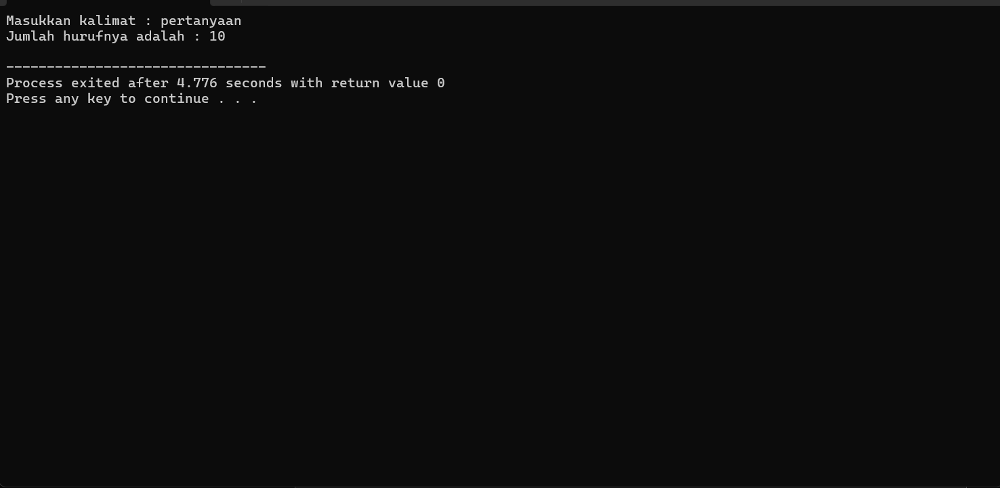 Masukkan kalimat : pertanyaan
Jumlah hurufnya adalah : 10
--------------------------------
Process exited after 4.776 seconds with return value 0
Press any key to continue . . .